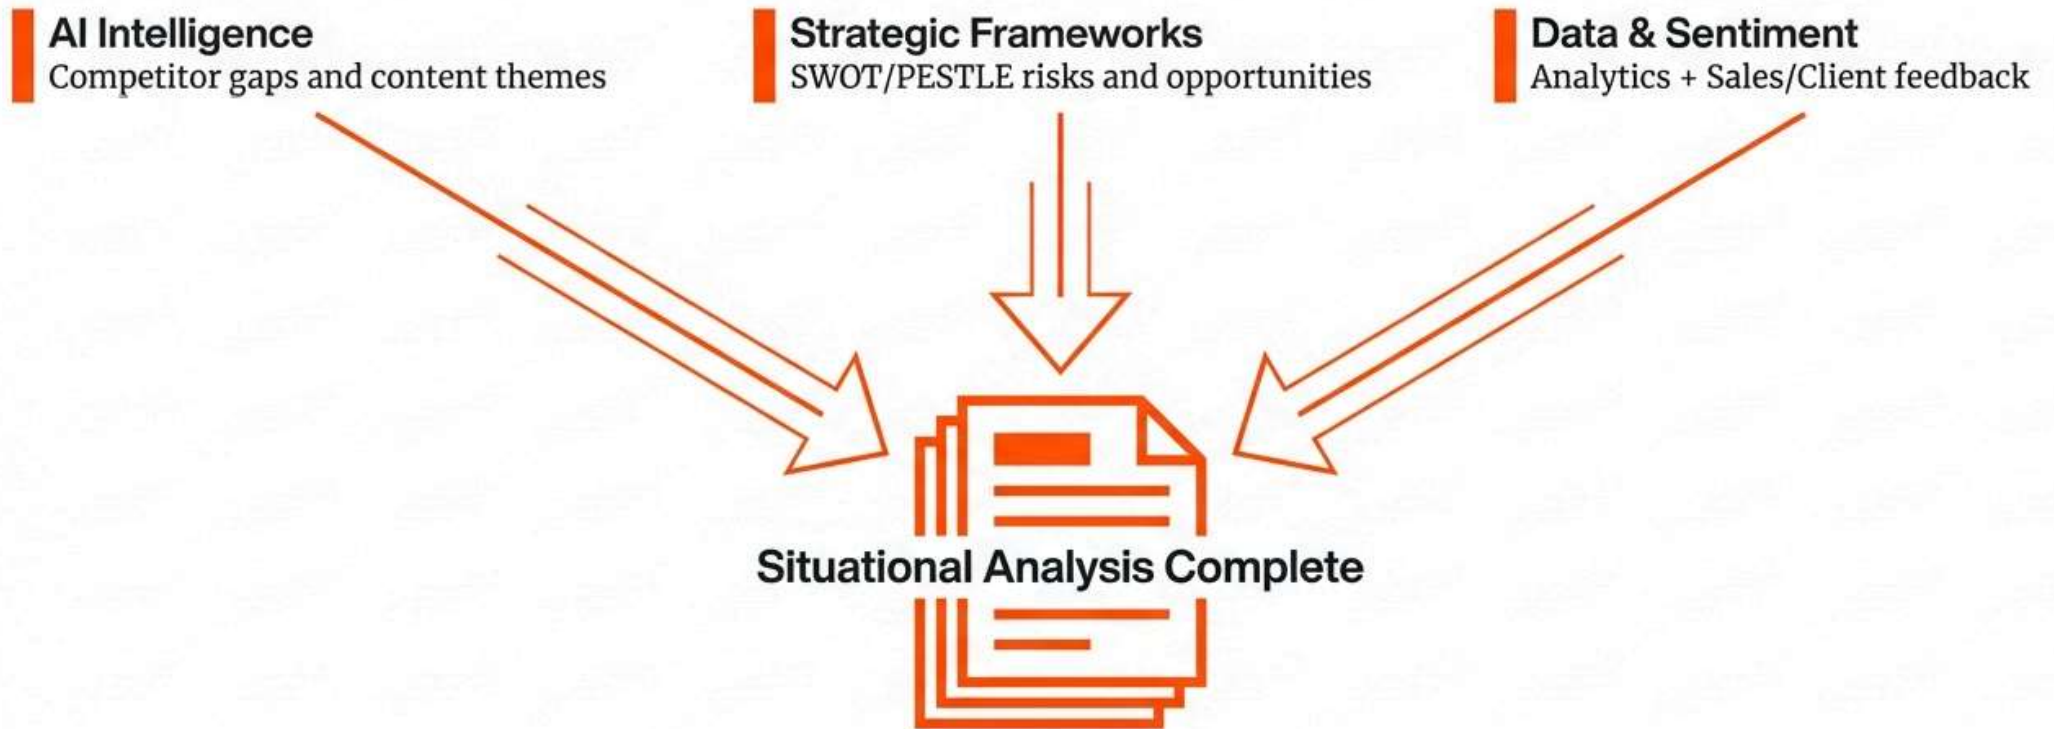 AI Intelligence
Competitor gaps and content themes
Strategic Frameworks
SWOT/PESTLE risks and opportunities
Data & Sentiment
Analytics + Sales/Client feedback
Situational Analysis Complete